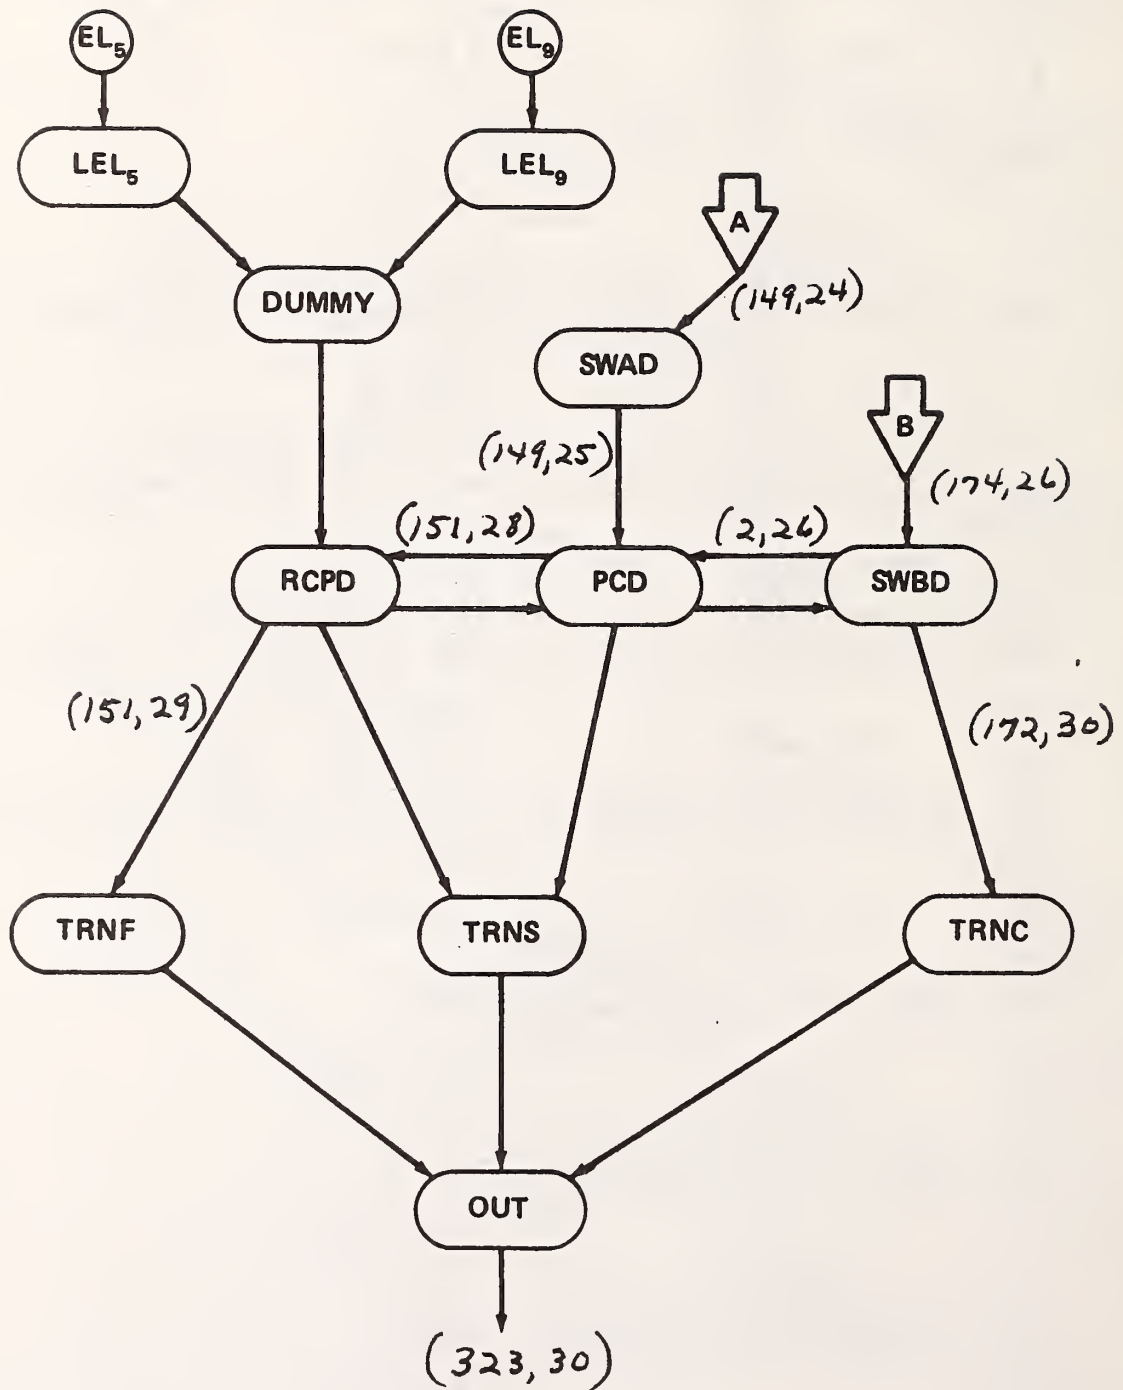 EL5
EL9
LEL5
LEL9
A
(149,24)
DUMMY
SWAD
B
(149,25)
(174,26)
(151,28)
(2,26)
RCPD
PCD
SWBD
(151,29)
(172,30)
TRNF
TRNS
TRNC
OUT
(323,30)